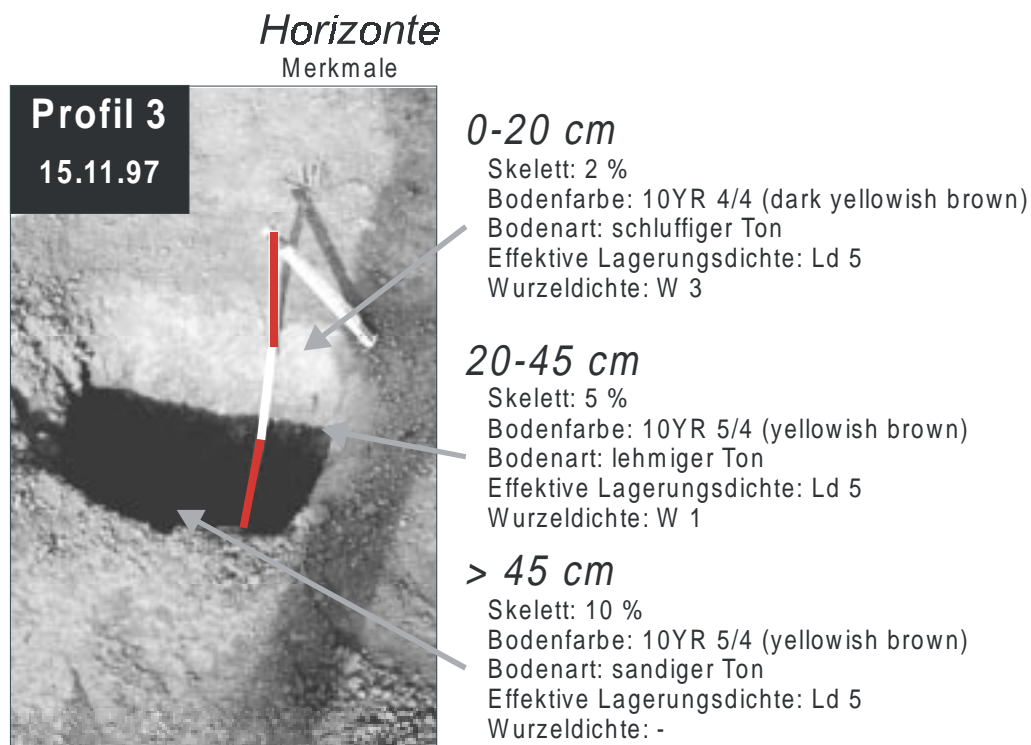 Horizonte
Merkmale
Profil 3
15.11.97
0-20 cm
Skelett: 2 %
Bodenfarbe: 10YR 4/4 (dark yellowish brown)
Bodenart: schluffiger Ton
Effektive Lagerungsdichte: Ld 5
Wurzeldichte: W 3
20-45 cm
Skelett: 5 %
Bodenfarbe: 10YR 5/4 (yellowish brown)
Bodenart: lehmiger Ton
Effektive Lagerungsdichte: Ld 5
Wurzeldichte: W 1
> 45 cm
Skelett: 10 %
Bodenfarbe: 10YR 5/4 (yellowish brown)
Bodenart: sandiger Ton
Effektive Lagerungsdichte: Ld 5
Wurzeldichte: -